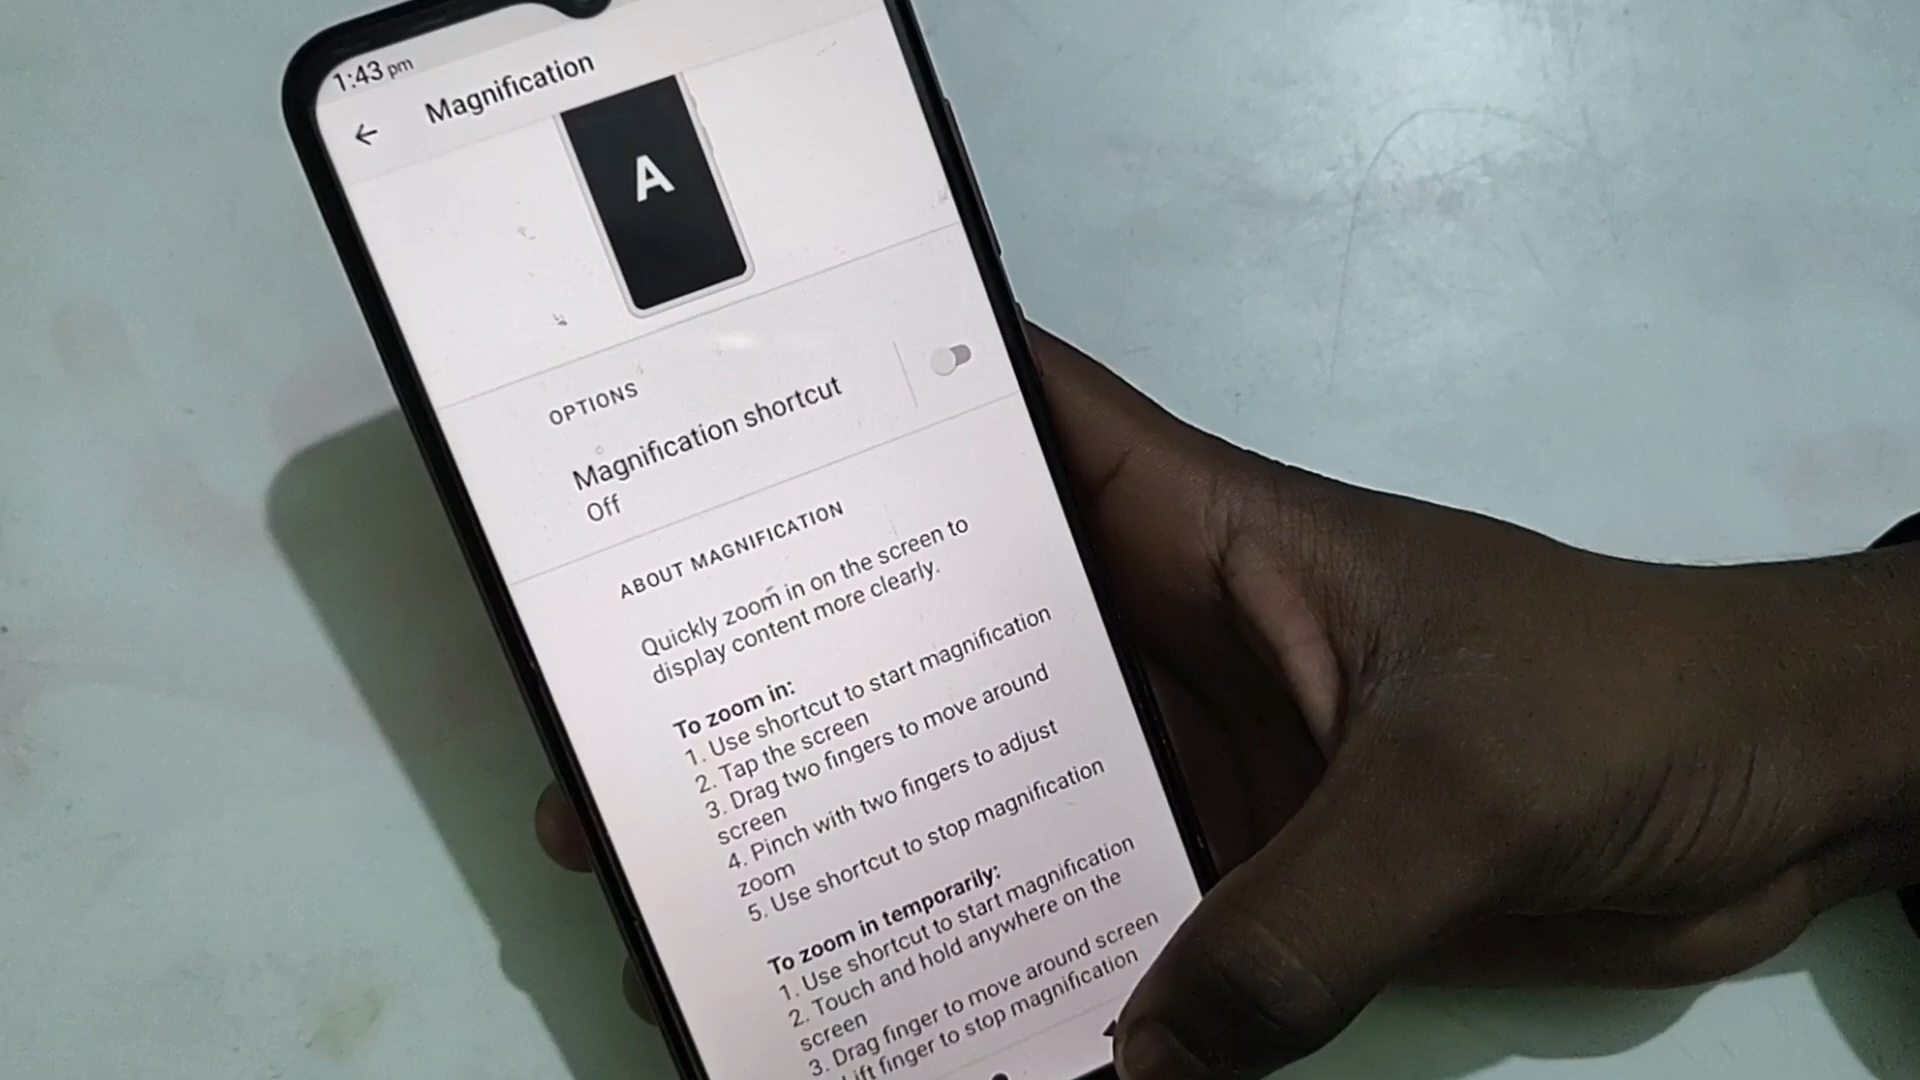 1:43 pm
Magnification
A
OPTIONS
Magnification shortcut
Off
ABOUT MAGNIFICATION
Quickly zoom in on the screen to
display content more clearly.
To zoom in:
1. Use shortcut to start magnification
2. Tap the screen
3. Drag two fingers to move around
screen
4. Pinch with two fingers to adjust
zoom
5. Use shortcut to stop magnification
To zoom in temporarily:
1. Use shortcut to start magnification
2. Touch and hold anywhere on the
screen
3. Drag finger to move around screen
Lift finger to stop magnification